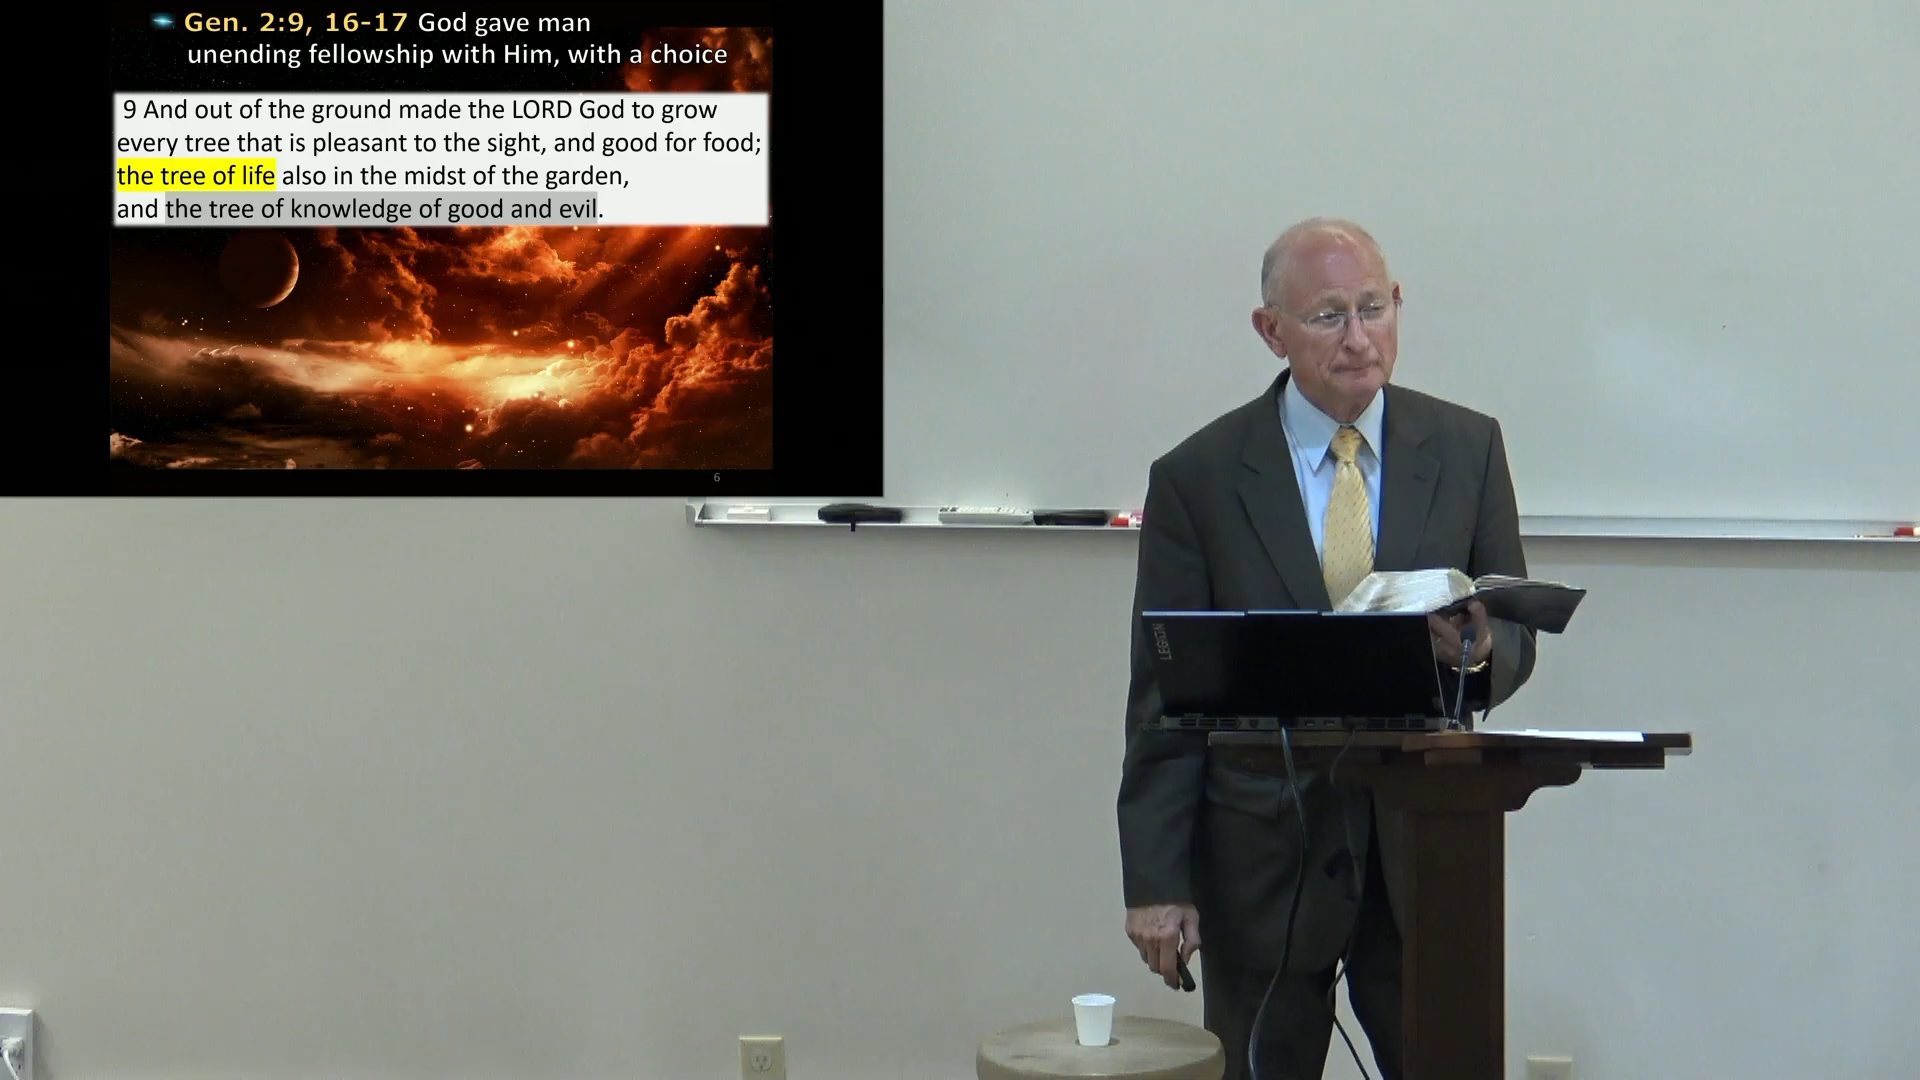 Gen. 2:9, 16-17 God gave man
unending fellowship with Him, with a choice
9 And out of the ground made the LORD God to grow
every tree that is pleasant to the sight, and good for food;
the tree of life also in the midst of the garden,
and the tree of knowledge of good and evil.
6
LEGION